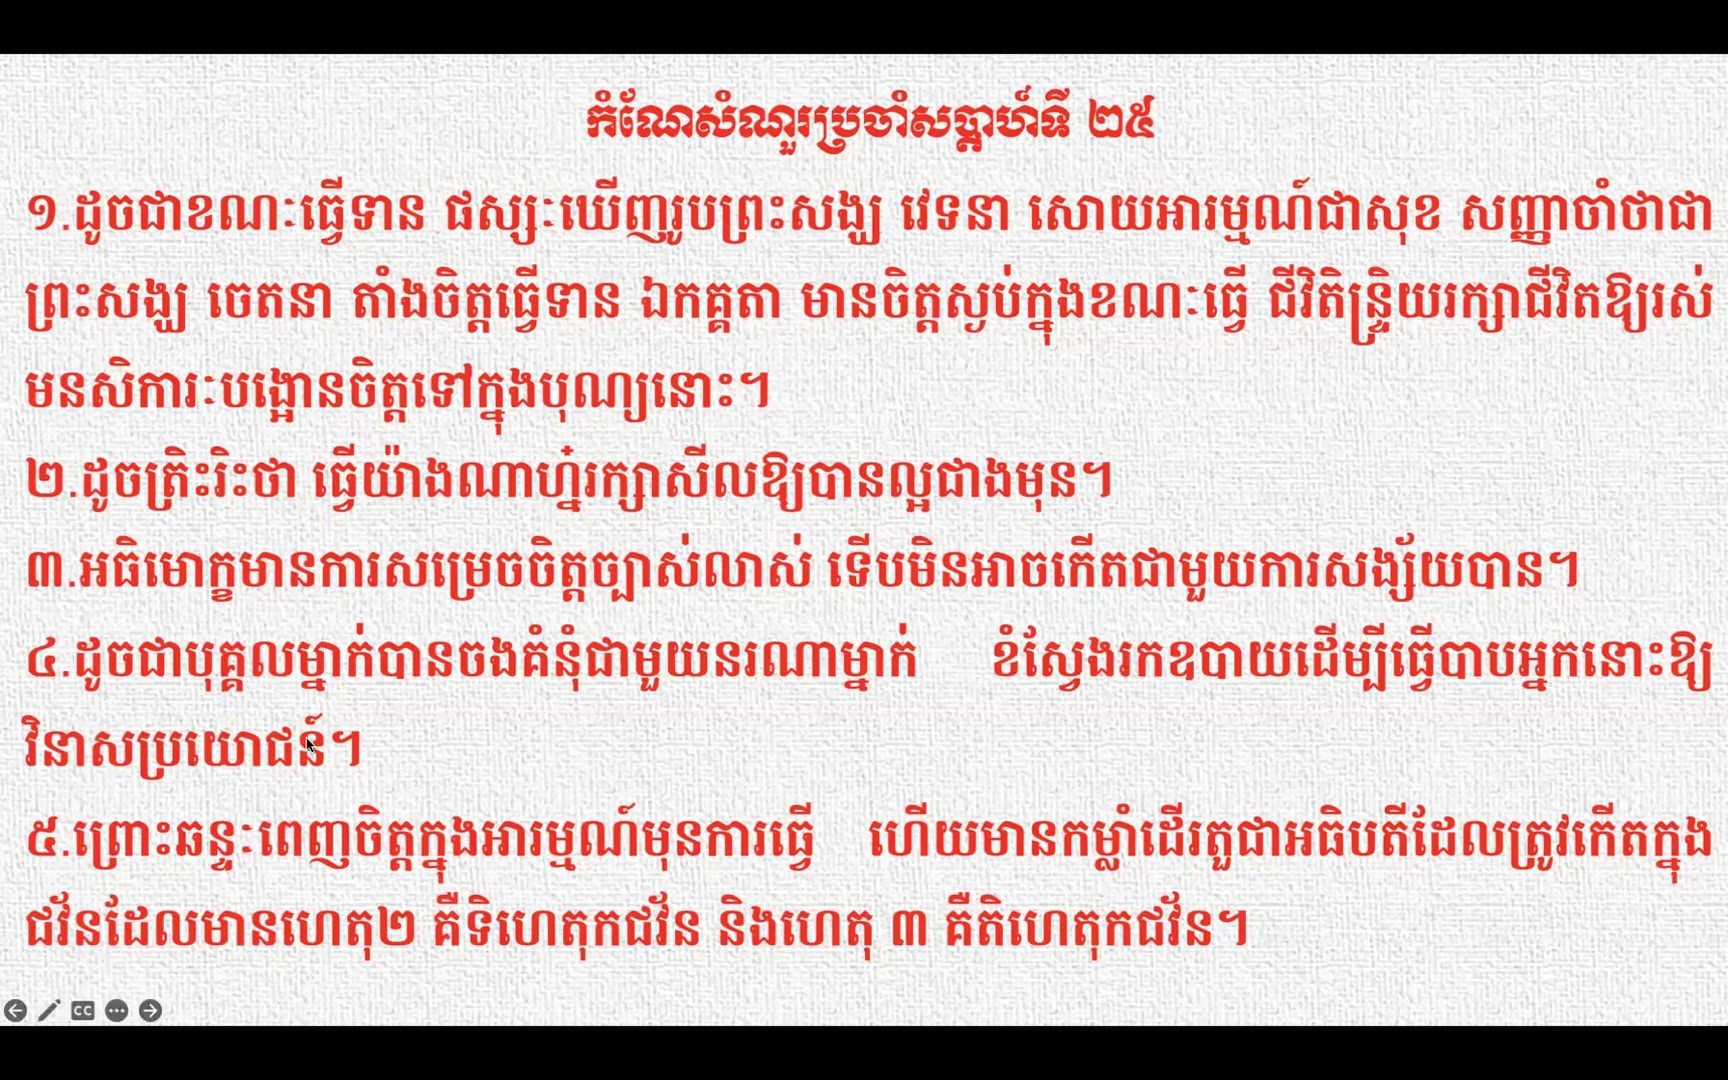 កំណែសំណួរប្រចាំសប្តាហ៍ទី ២៥
១.ដូចជាខណៈធ្វើទាន ផស្សៈឃើញរូបព្រះសង្ឃ វេទនា សោយអារម្មណ៍ជាសុខ សញ្ញាចាំថាជា
ព្រះសង្ឃ ចេតនា តាំងចិត្តធ្វើទាន ឯកគ្គតា មានចិត្តស្ងប់ក្នុងខណៈធ្វើ ជីវិតិន្ទ្រិយរក្សាជីវិតឱ្យរស់
មនសិការៈបង្អោនចិត្តទៅក្នុងបុណ្យនោះ។
២.ដូចត្រិះរិះថា ធ្វើយ៉ាងណាហ្ន៎រក្សាសីលឱ្យបានល្អជាងមុន។
៣.អធិមោក្ខមានការសម្រេចចិត្តច្បាស់លាស់ ទើបមិនអាចកើតជាមួយការសង្ស័យបាន។
៤.ដូចជាបុគ្គលម្នាក់បានចងគំនុំជាមួយនរណាម្នាក់ ខំស្វែងរកឧបាយដើម្បីធ្វើបាបអ្នកនោះឱ្យ
វិនាសប្រយោជន៍។
៥.ព្រោះឆន្ទៈពេញចិត្តក្នុងអារម្មណ៍មុនការធ្វើ ហើយមានកម្លាំដើរតួជាអធិបតីដែលត្រូវកើតក្នុង
ជវ័នដែលមានហេតុ២ គឺទិហេតុកជវ័ន និងហេតុ ៣ គឺតិហេតុកជវ័ន។
CC